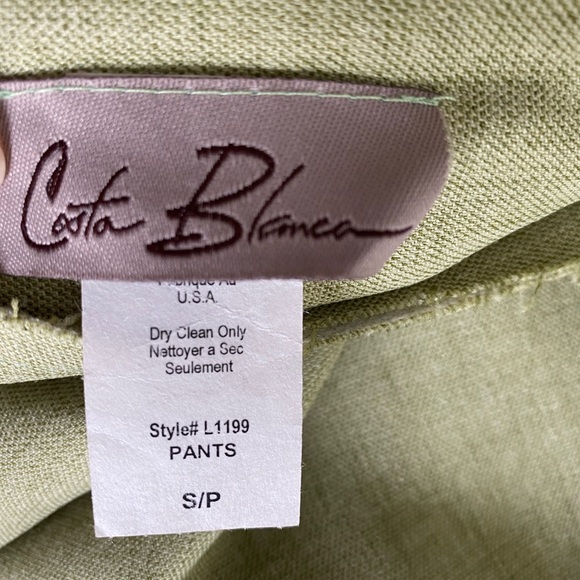 Costa Blanca
U.S.A.
Dry Clean Only
Nettoyer a Sec
Seulement
Style# L1199
PANTS
S/P